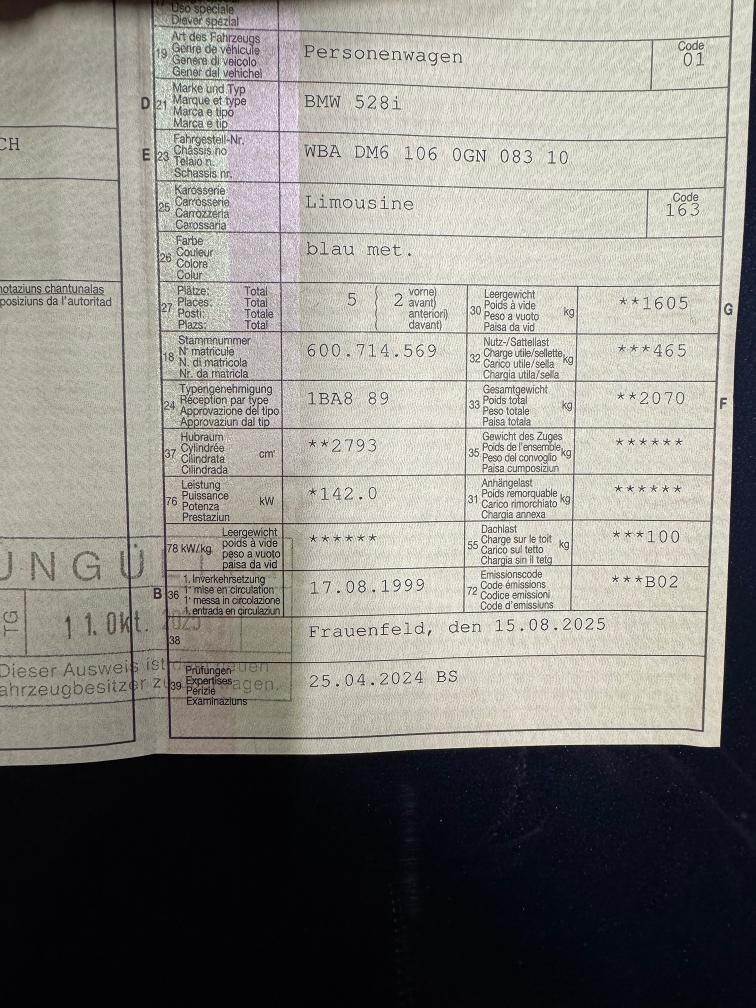 Uso speciale
Diever spezial
19 Art des Fahrzeugs
Genre de véhicule
Genere di veicolo
Gener dal vehichel
Personenwagen
Code
01
D 21 Marke und Typ
Marque et type
Marca e tipo
Marca e tip
BMW 528i
CH
E 23 Fahrgestell-Nr.
Châssis no
Telaio n.
Schassis nr.
WBA DM6 106 0GN 083 10
25 Karosserie
Carrosserie
Carrozzeria
Carossaria
Limousine
Code
163
26 Farbe
Couleur
Colore
Colur
blau met.
notaziuns chantunalas
posiziuns da l'autoritad
27 Plätze: Total
Places: Total
Posti: Totale
Plazs: Total
5 2 vorne)
avant)
anteriori)
davant)
30 Leergewicht
Poids à vide
Peso a vuoto
Paisa da vid
kg
**1605
G
18 Stammnummer
N° matricule
N. di matricola
Nr. da matricla
600.714.569
32 Nutz-/Sattellast
Charge utile/sellette
Carico utile/sella
Chargia utila/sella
kg
***465
24 Typengenehmigung
Réception par type
Approvazione del tipo
Approvaziun dal tip
1BA8 89
33 Gesamtgewicht
Poids total
Peso totale
Paisa totala
kg
**2070
F
37 Hubraum
Cylindrée
Cilindrata
Cilindrada
cm³
**2793
35 Gewicht des Zuges
Poids de l'ensemble
Peso del convoglio
Paisa cumposiziun
kg
******
76 Leistung
Puissance
Potenza
Prestaziun
kW
*142.0
31 Anhängelast
Poids remorquable
Carico rimorchiato
Chargia annexa
kg
******
78 kW/kg Leergewicht
poids à vide
peso a vuoto
paisa da vid
******
55 Dachlast
Charge sur le toit
Carico sul tetto
Chargia sin il tetg
kg
***100
B 36 1. Inverkehrsetzung
1re mise en circulation
1a messa in circolazione
1. entrada en circulaziun
17.08.1999
72 Emissionscode
Code émissions
Codice emissioni
Code d'emissiuns
***B02
UNGÜ
TG
11. Okt. 2025
38
Frauenfeld, den 15.08.2025
Dieser Ausweis ist
39 Prüfungen
Expertises
Perizie
Examinaziuns
25.04.2024 BS